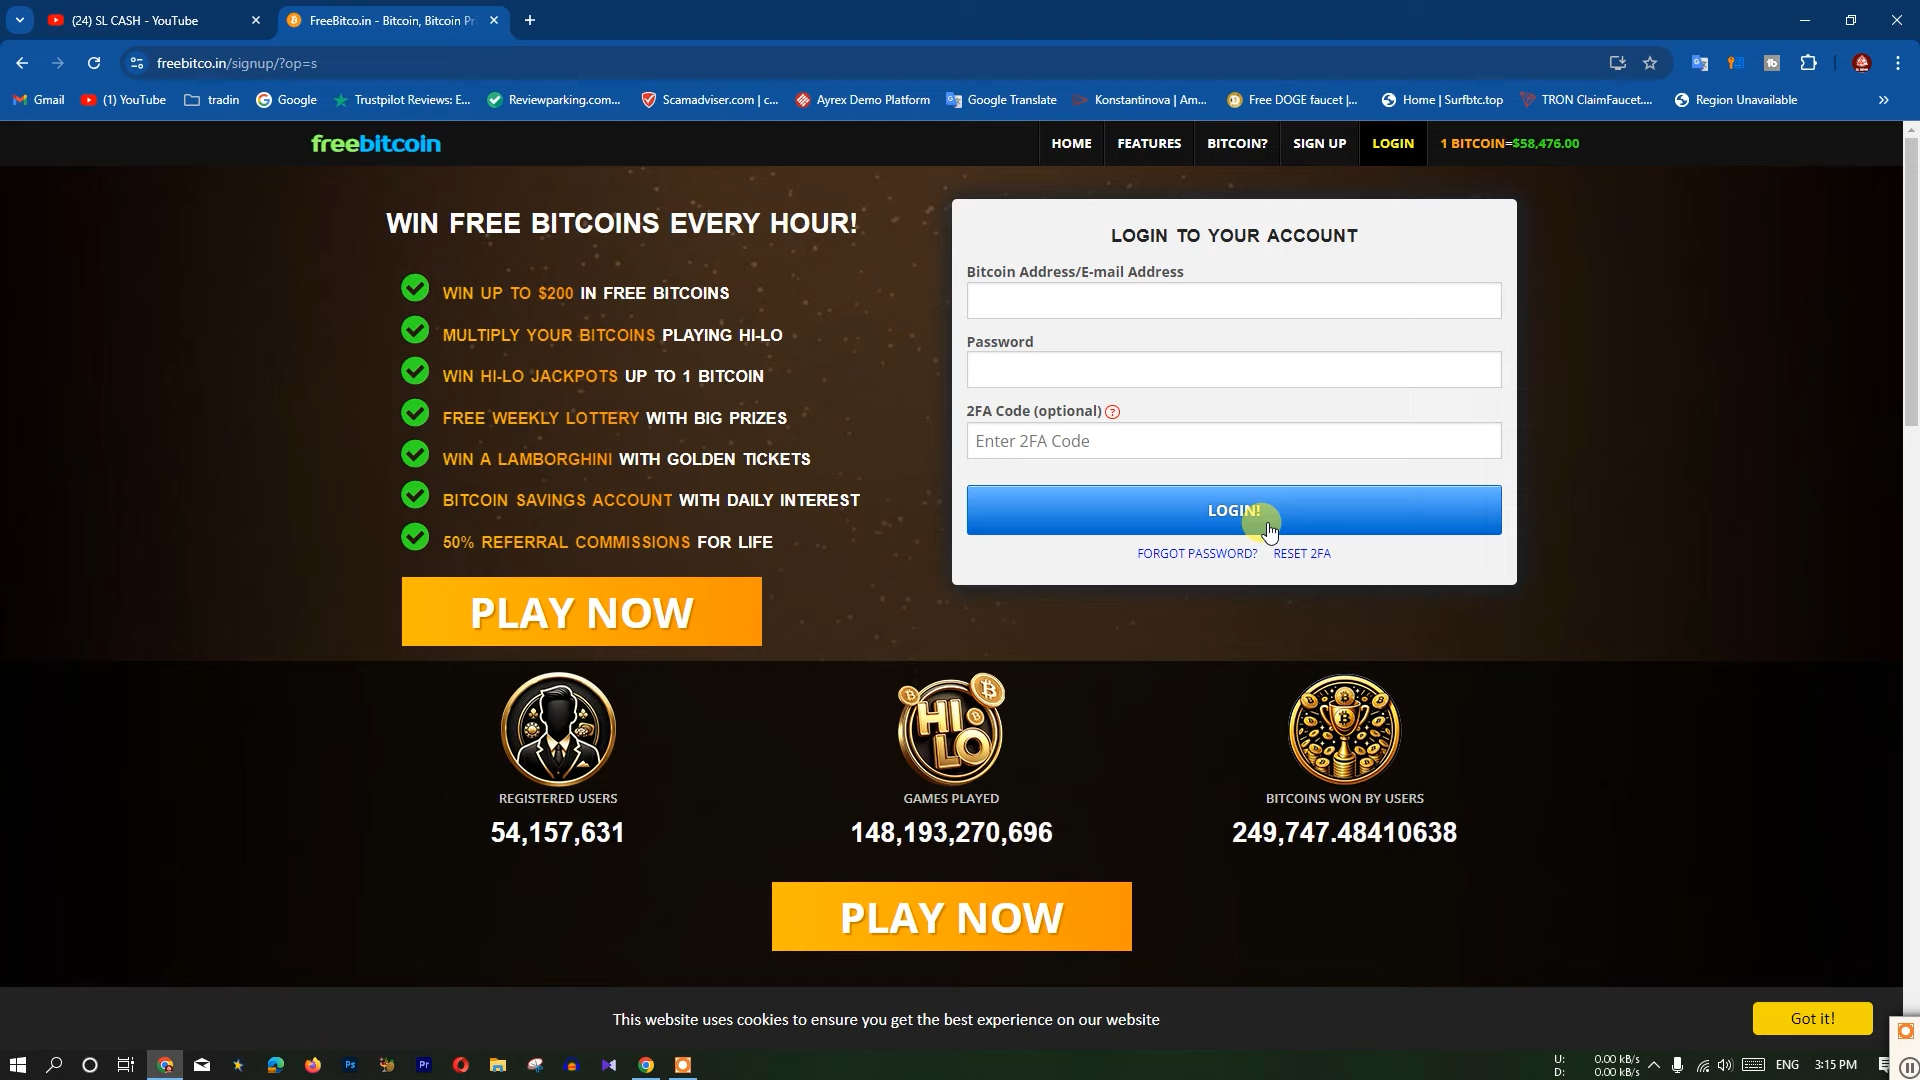 (24) SL CASH - YouTube
FreeBitco.in - Bitcoin, Bitcoin Pr
freebitco.in/signup/?op=s
Gmail
(1) YouTube
tradin
Google
Trustpilot Reviews: E...
Reviewparking.com...
Scamadviser.com | c...
Ayrex Demo Platform
Google Translate
Konstantinova | Am...
Free DOGE faucet |...
Home | Surfbtc.top
TRON ClaimFaucet....
Region Unavailable
freebitcoin
HOME
FEATURES
BITCOIN?
SIGN UP
LOGIN
1 BITCOIN=$58,476.00
WIN FREE BITCOINS EVERY HOUR!
WIN UP TO $200 IN FREE BITCOINS
MULTIPLY YOUR BITCOINS PLAYING HI-LO
WIN HI-LO JACKPOTS UP TO 1 BITCOIN
FREE WEEKLY LOTTERY WITH BIG PRIZES
WIN A LAMBORGHINI WITH GOLDEN TICKETS
BITCOIN SAVINGS ACCOUNT WITH DAILY INTEREST
50% REFERRAL COMMISSIONS FOR LIFE
PLAY NOW
LOGIN TO YOUR ACCOUNT
Bitcoin Address/E-mail Address
Password
2FA Code (optional) ?
Enter 2FA Code
LOGIN!
FORGOT PASSWORD?
RESET 2FA
HI
LO
REGISTERED USERS
54,157,631
GAMES PLAYED
148,193,270,696
BITCOINS WON BY USERS
249,747.48410638
PLAY NOW
This website uses cookies to ensure you get the best experience on our website
Got it!
Ps
Pr
U: 0.00 kB/s
D: 0.00 kB/s
ENG
3:15 PM